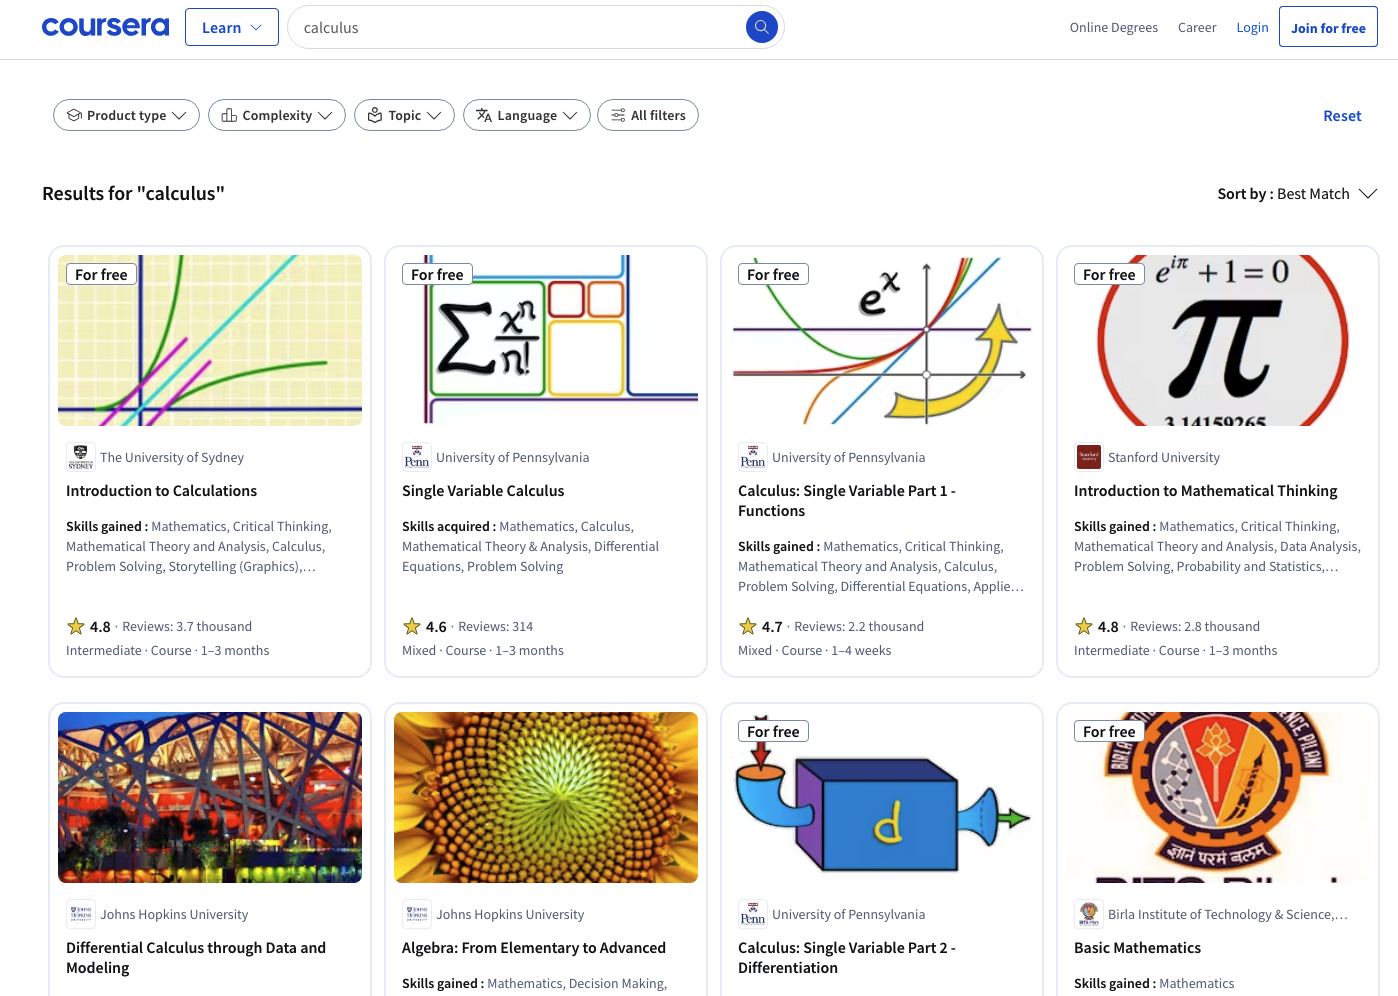 coursera
Learn
calculus
Online Degrees
Career
Login
Join for free
Product type
Complexity
Topic
Language
All filters
Reset
Results for "calculus"
Sort by : Best Match
For free
The University of Sydney
Introduction to Calculations
Skills gained : Mathematics, Critical Thinking,
Mathematical Theory and Analysis, Calculus,
Problem Solving, Storytelling (Graphics),…
4.8 · Reviews: 3.7 thousand
Intermediate · Course · 1–3 months
For free
∑ xⁿ/n!
Penn
University of Pennsylvania
Single Variable Calculus
Skills acquired : Mathematics, Calculus,
Mathematical Theory & Analysis, Differential
Equations, Problem Solving
4.6 · Reviews: 314
Mixed · Course · 1–3 months
For free
eˣ
Penn
University of Pennsylvania
Calculus: Single Variable Part 1 -
Functions
Skills gained : Mathematics, Critical Thinking,
Mathematical Theory and Analysis, Calculus,
Problem Solving, Differential Equations, Applie…
4.7 · Reviews: 2.2 thousand
Mixed · Course · 1–4 weeks
For free
e^iπ + 1 = 0
π
3.14159265
Stanford University
Introduction to Mathematical Thinking
Skills gained : Mathematics, Critical Thinking,
Mathematical Theory and Analysis, Data Analysis,
Problem Solving, Probability and Statistics,…
4.8 · Reviews: 2.8 thousand
Intermediate · Course · 1–3 months
Johns Hopkins University
Differential Calculus through Data and
Modeling
Johns Hopkins University
Algebra: From Elementary to Advanced
Skills gained : Mathematics, Decision Making,
For free
d
Penn
University of Pennsylvania
Calculus: Single Variable Part 2 -
Differentiation
For free
ज्ञानं परमं बलम्
Birla Institute of Technology & Science,…
Basic Mathematics
Skills gained : Mathematics